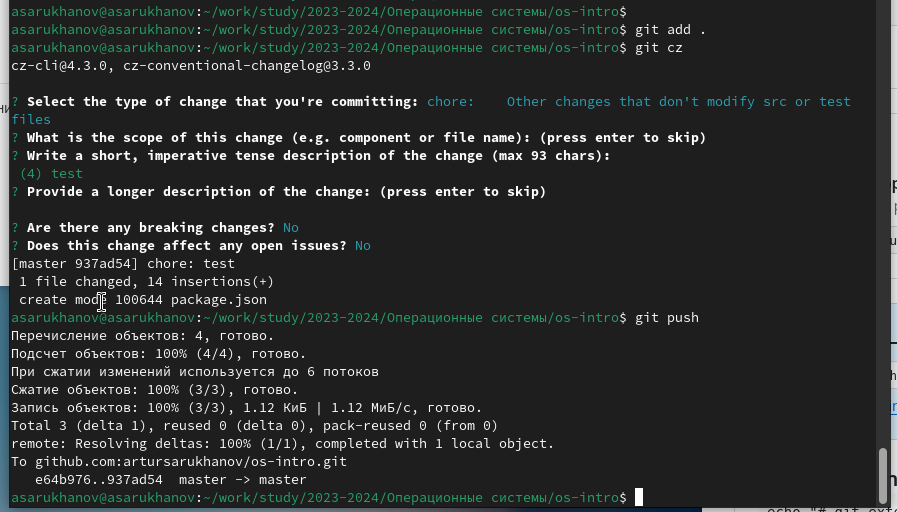 asarukhanov@asarukhanov:~/work/study/2023-2024/Операционные системы/os-intro$
asarukhanov@asarukhanov:~/work/study/2023-2024/Операционные системы/os-intro$ git add .
asarukhanov@asarukhanov:~/work/study/2023-2024/Операционные системы/os-intro$ git cz
cz-cli@4.3.0, cz-conventional-changelog@3.3.0
? Select the type of change that you're committing: chore:    Other changes that don't modify src or test
files
? What is the scope of this change (e.g. component or file name): (press enter to skip)
? Write a short, imperative tense description of the change (max 93 chars):
(4) test
? Provide a longer description of the change: (press enter to skip)
? Are there any breaking changes? No
? Does this change affect any open issues? No
[master 937ad54] chore: test
1 file changed, 14 insertions(+)
create mode 100644 package.json
asarukhanov@asarukhanov:~/work/study/2023-2024/Операционные системы/os-intro$ git push
Перечисление объектов: 4, готово.
Подсчет объектов: 100% (4/4), готово.
При сжатии изменений используется до 6 потоков
Сжатие объектов: 100% (3/3), готово.
Запись объектов: 100% (3/3), 1.12 КиБ | 1.12 МиБ/с, готово.
Total 3 (delta 1), reused 0 (delta 0), pack-reused 0 (from 0)
remote: Resolving deltas: 100% (1/1), completed with 1 local object.
To github.com:artursarukhanov/os-intro.git
e64b976..937ad54  master -> master
asarukhanov@asarukhanov:~/work/study/2023-2024/Операционные системы/os-intro$